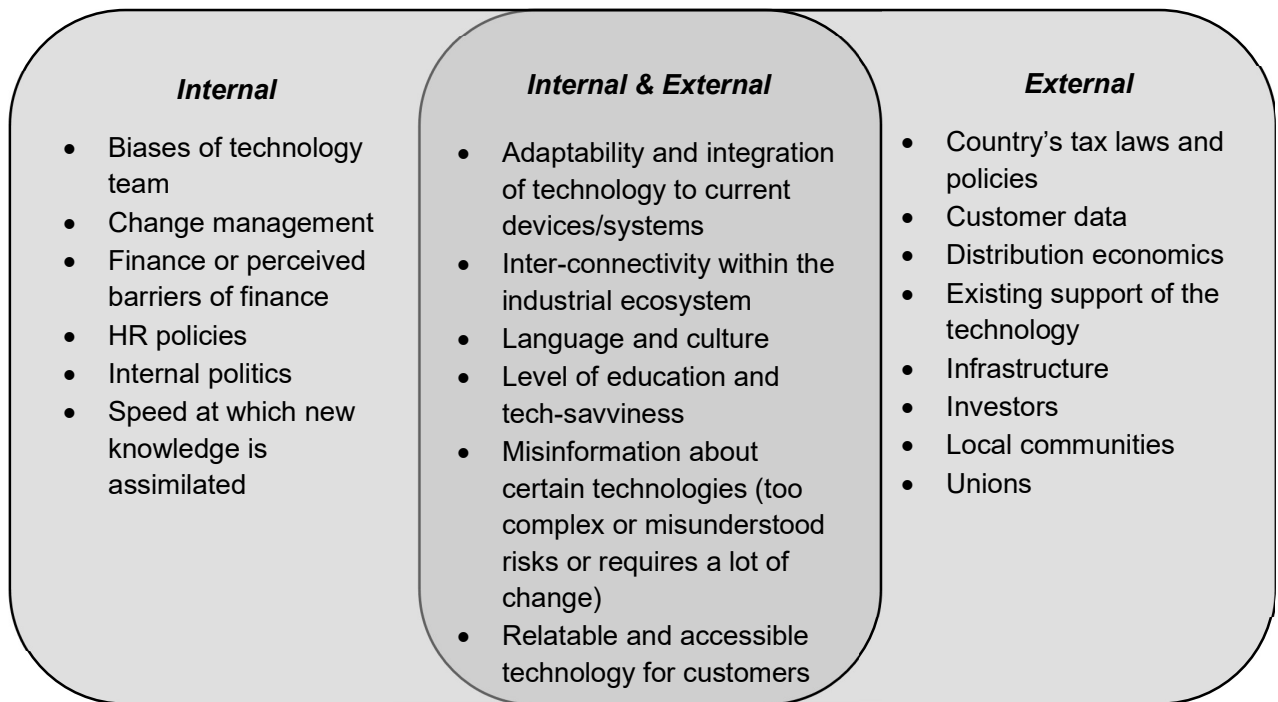 Internal
• Biases of technology
team
• Change management
• Finance or perceived
barriers of finance
• HR policies
• Internal politics
• Speed at which new
knowledge is
assimilated
Internal & External
• Adaptability and integration
of technology to current
devices/systems
• Inter-connectivity within the
industrial ecosystem
• Language and culture
• Level of education and
tech-savviness
• Misinformation about
certain technologies (too
complex or misunderstood
risks or requires a lot of
change)
• Relatable and accessible
technology for customers
External
• Country’s tax laws and
policies
• Customer data
• Distribution economics
• Existing support of the
technology
• Infrastructure
• Investors
• Local communities
• Unions